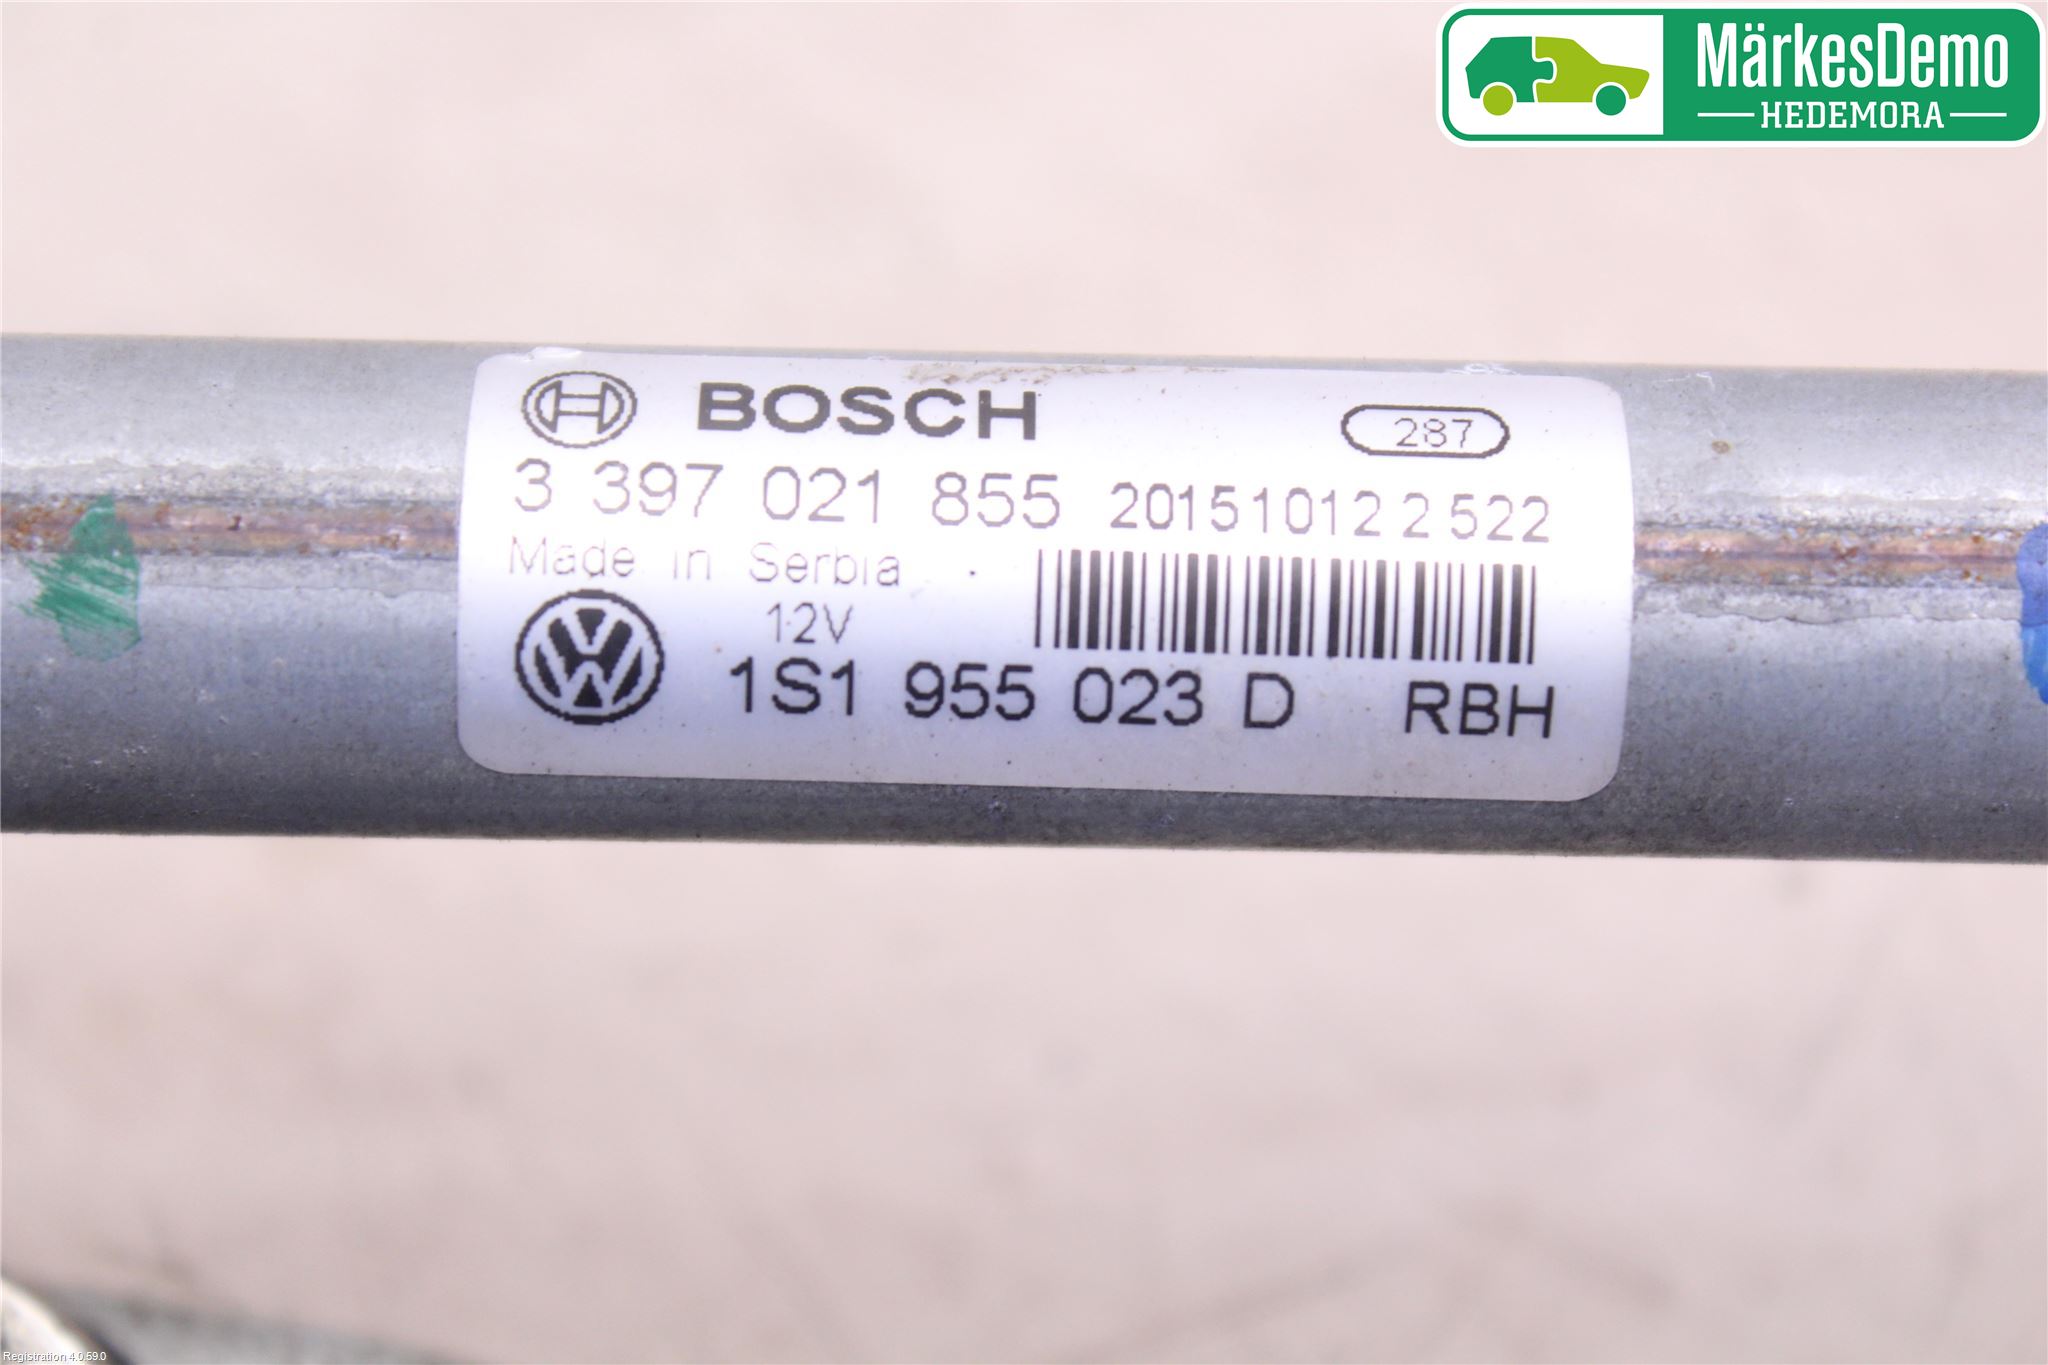 MärkesDemo
HEDEMORA
BOSCH
287
3 397 021 855 20151012 2 522
Made in Serbia
12V
1S1 955 023 D RBH
Registration 4.0.59.0